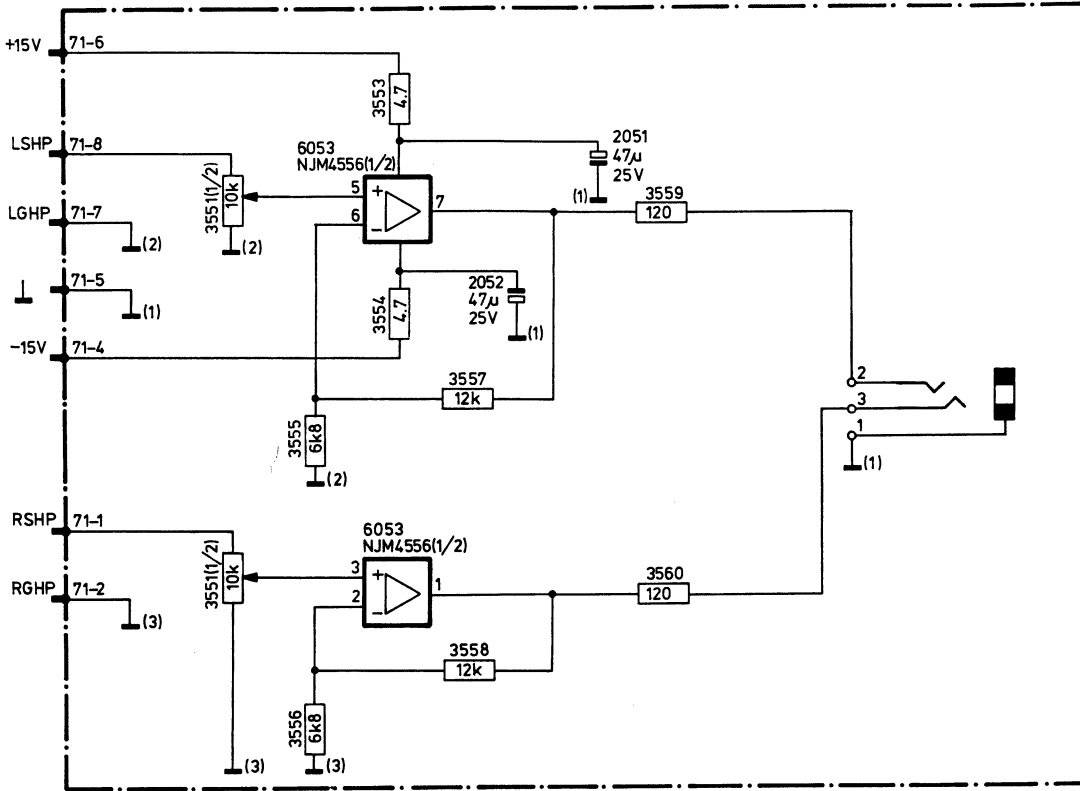 +15V
71-6
3553
4.7
LSHP
71-8
3551(1/2)
10k
6053
NJM4556(1/2)
2051
47µ
25V
(1)
5
+
6
−
7
3559
120
LGHP
71-7
(2)
(2)
71-5
(1)
3554
4.7
2052
47µ
25V
(1)
-15V
71-4
3557
12k
2
3
1
(1)
3555
6k8
(2)
RSHP
71-1
3551(1/2)
10k
6053
NJM4556(1/2)
3
+
2
−
1
3560
120
RGHP
71-2
(3)
3558
12k
3556
6k8
(3)
(3)